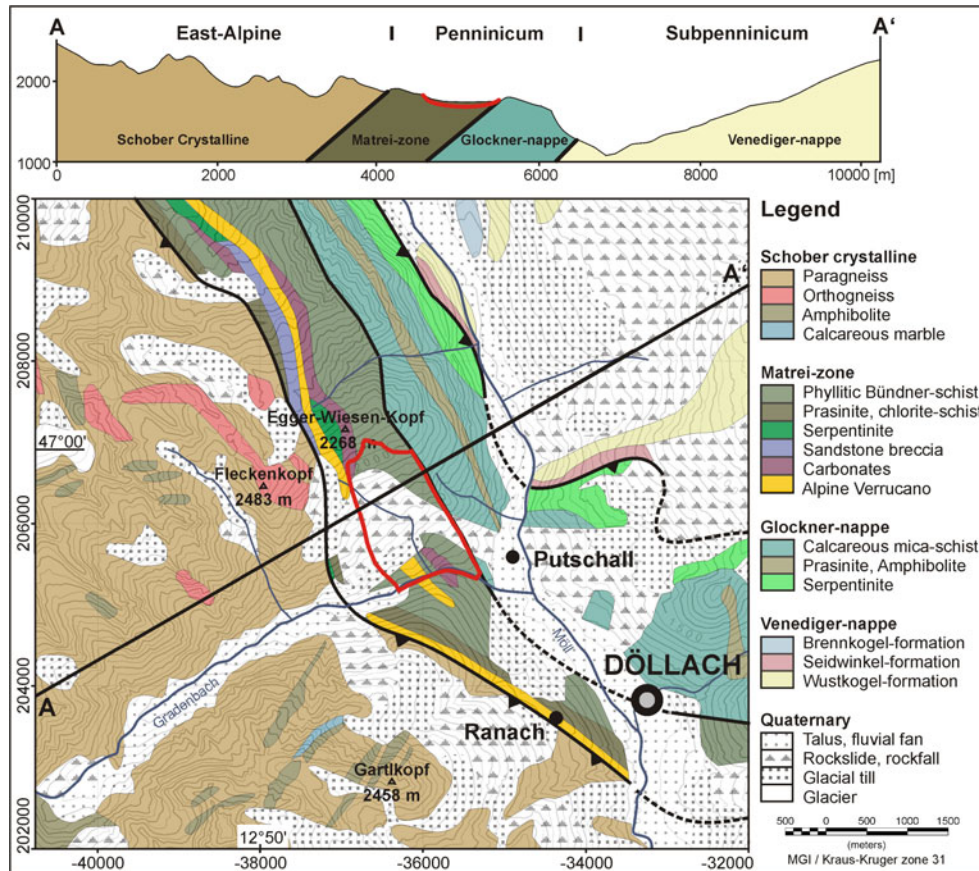 A
East-Alpine
I
Penninicum
I
Subpenninicum
A'
2000
1000
Schober Crystalline
Matrei-zone
Glockner-nappe
Venediger-nappe
0
2000
4000
6000
8000
10000 [m]
210000
208000
47°00'
206000
204000
202000
A'
Egger-Wiesen-Kopf
2268 m
Fleckenkopf
2483 m
Putschall
Möll
DÖLLACH
A
Gradenbach
Ranach
Gartlkopf
2458 m
12°50'
-40000
-38000
-36000
-34000
-32000
Legend
Schober crystalline
Paragneiss
Orthogneiss
Amphibolite
Calcareous marble
Matrei-zone
Phyllitic Bündner-schist
Prasinite, chlorite-schist
Serpentinite
Sandstone breccia
Carbonates
Alpine Verrucano
Glockner-nappe
Calcareous mica-schist
Prasinite, Amphibolite
Serpentinite
Venediger-nappe
Brennkogel-formation
Seidwinkel-formation
Wustkogel-formation
Quaternary
Talus, fluvial fan
Rockslide, rockfall
Glacial till
Glacier
500
0
500
1000
1500
(meters)
MGI / Kraus-Kruger zone 31